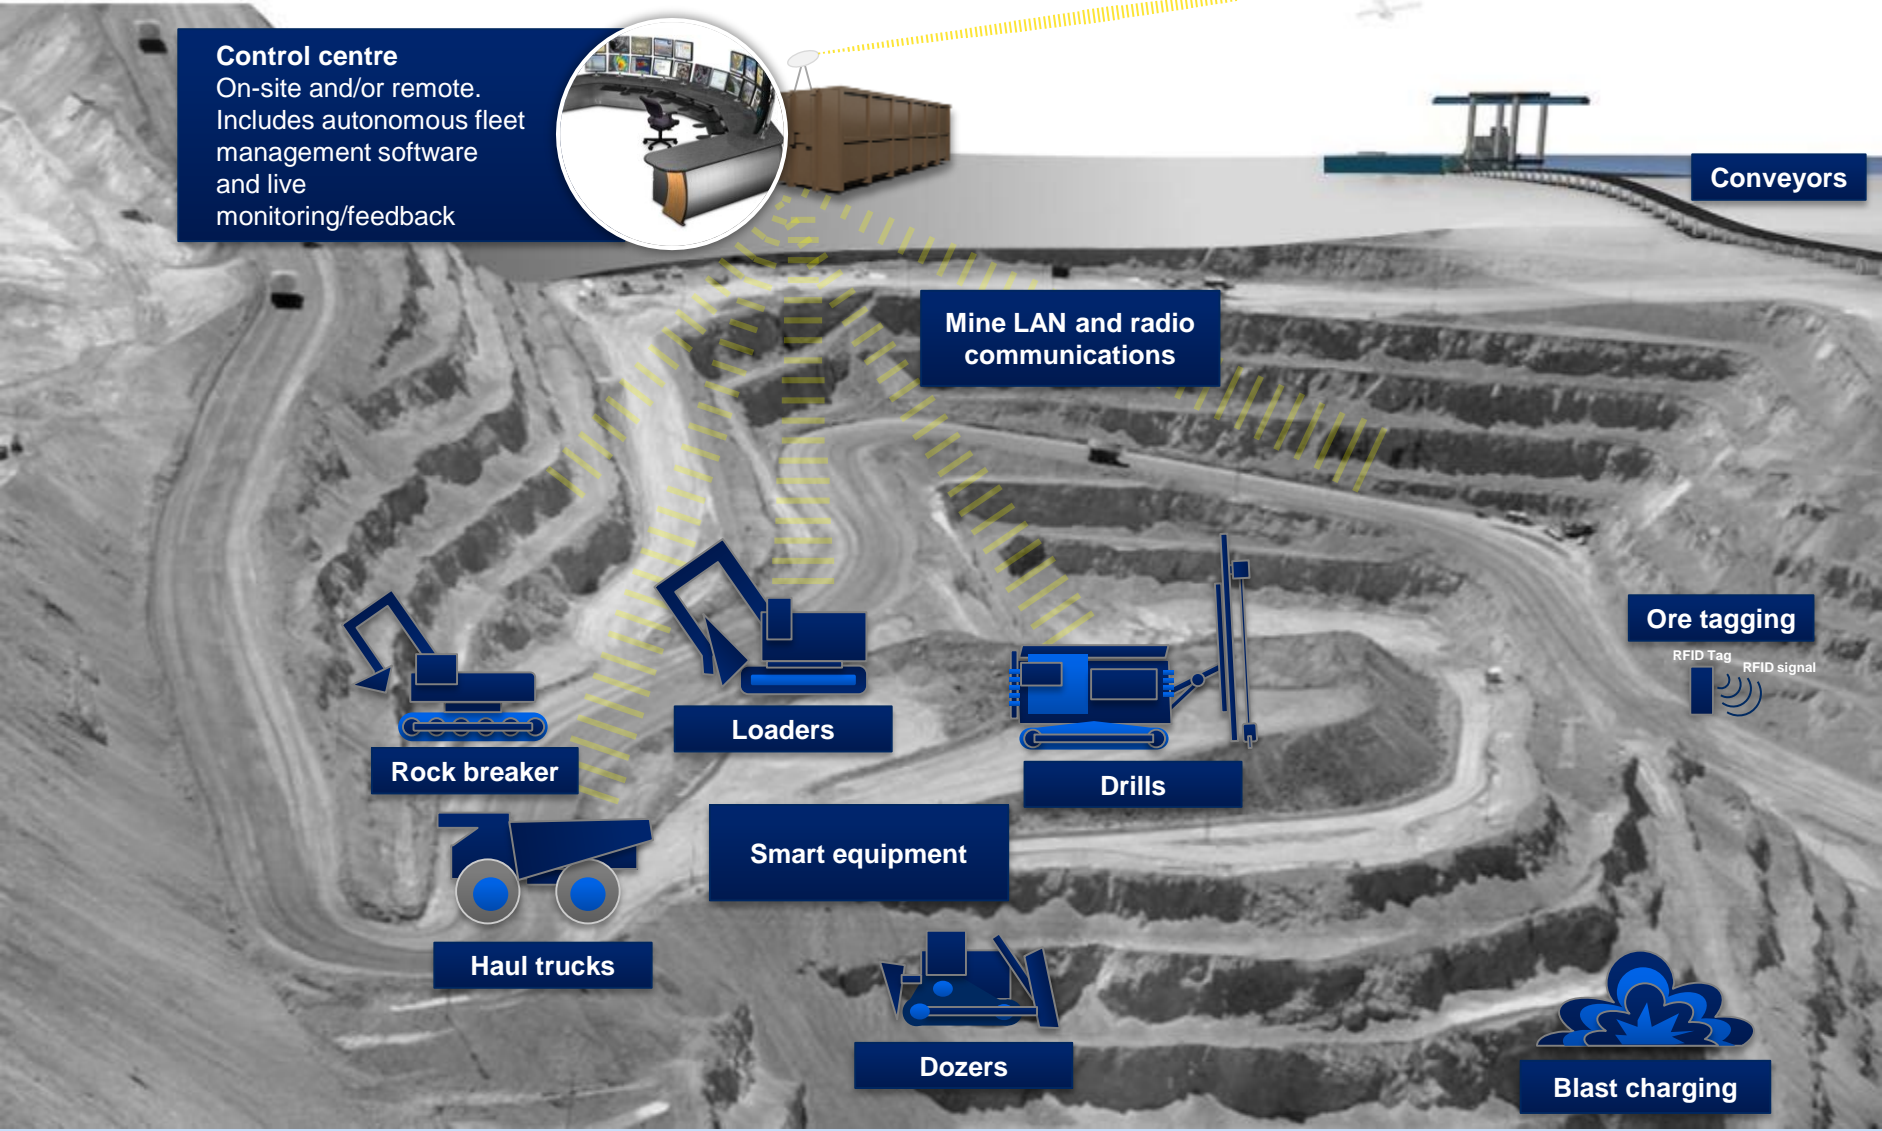 Control centre
On-site and/or remote.
Includes autonomous fleet
management software
and live
monitoring/feedback
Conveyors
Mine LAN and radio
communications
Ore tagging
RFID Tag
RFID signal
Loaders
Rock breaker
Drills
Smart equipment
Haul trucks
Dozers
Blast charging